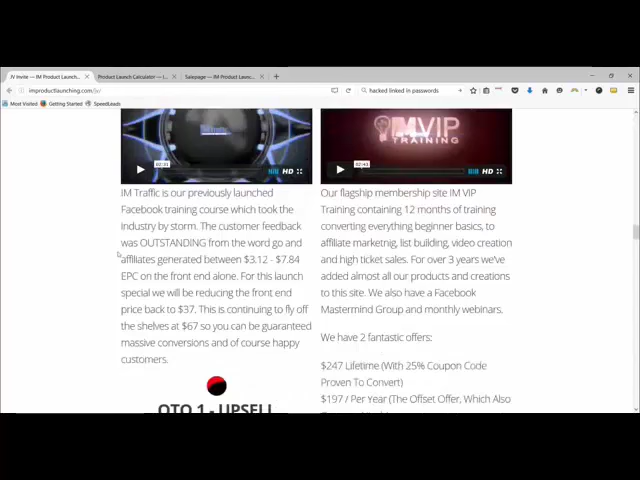 JV Invite — IM Product Launch...
Product Launch Calculator — I...
Salepage — IM Product Launc...
improductlaunching.com/jv/
hacked linked in passwords
Most Visited
Getting Started
SpeedLeads
02:31
HD
IMVIP
TRAINING
02:43
HD
IM Traffic is our previously launched
Facebook training course which took the
Industry by storm. The customer feedback
was OUTSTANDING from the word go and
affiliates generated between $3.12 - $7.84
EPC on the front end alone. For this launch
special we will be reducing the front end
price back to $37. This is continuing to fly off
the shelves at $67 so you can be guaranteed
massive conversions and of course happy
customers.
OTO 1 - UPSELL
Our flagship membership site IM VIP
Training containing 12 months of training
converting everything beginner basics, to
affiliate marketnig, list building, video creation
and high ticket sales. For over 3 years we've
added almost all our products and creations
to this site. We also have a Facebook
Mastermind Group and monthly webinars.
We have 2 fantastic offers:
$247 Lifetime (With 25% Coupon Code
Proven To Convert)
$197 / Per Year (The Offset Offer, Which Also